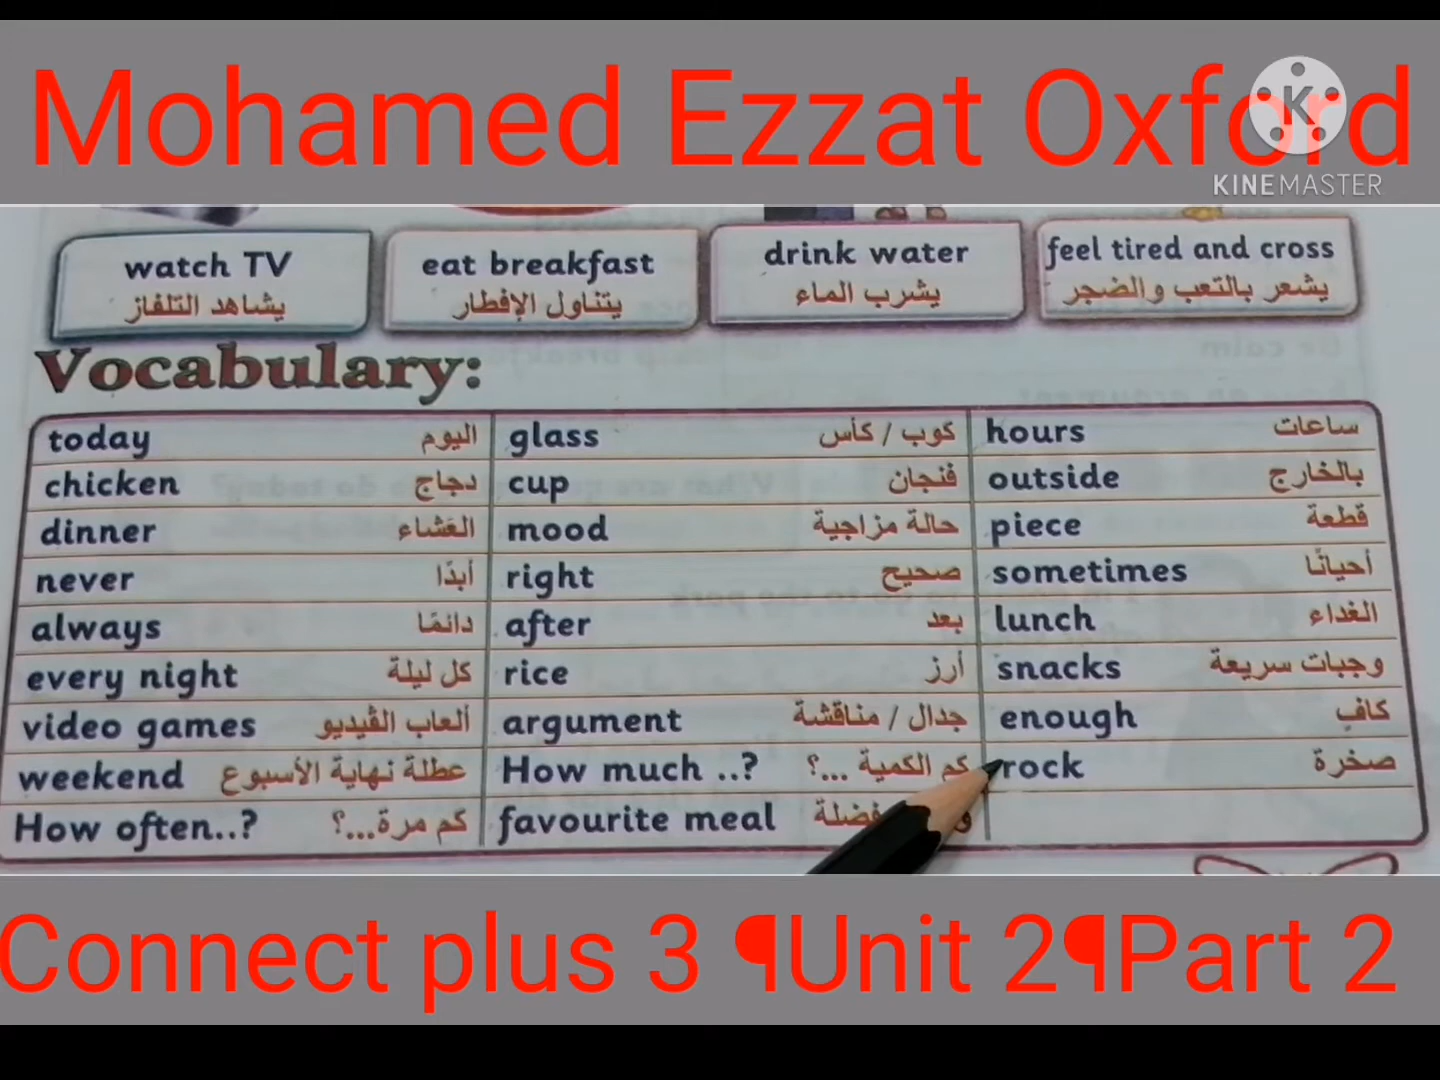 Mohamed Ezzat Oxford
KINEMASTER
watch TV
يشاهد التلفاز
eat breakfast
يتناول الإفطار
drink water
يشرب الماء
feel tired and cross
يشعر بالتعب والضجر
Vocabulary:
today اليوم glass كوب / كأس hours ساعات
chicken دجاج cup فنجان outside بالخارج
dinner العَشاء mood حالة مزاجية piece قطعة
never أبدًا right صحيح sometimes أحيانًا
always دائمًا after بعد lunch الغداء
every night كل ليلة rice أرز snacks وجبات سريعة
video games ألعاب الڤيديو argument جدال / مناقشة enough كافٍ
weekend عطلة نهاية الأسبوع How much ..? كم الكمية ...؟ rock صخرة
How often..? كم مرة...؟ favourite meal
Connect plus 3 ¶Unit 2¶Part 2